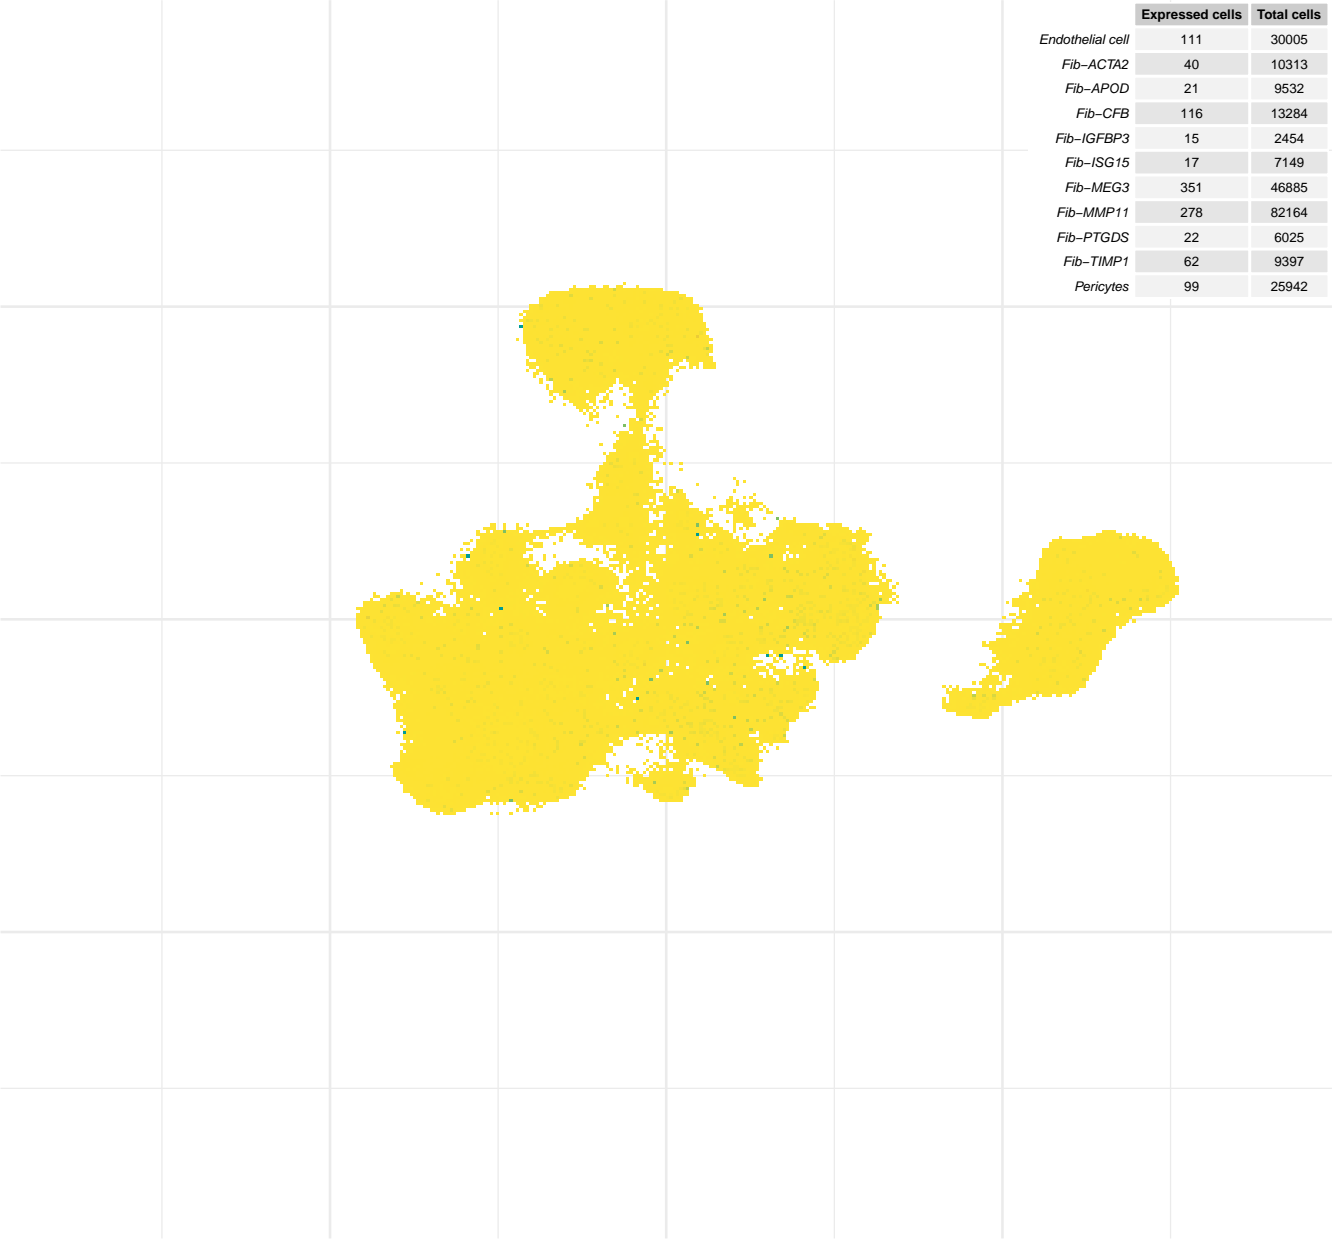 Expressed cells Total cells
Endothelial cell 111 30005
Fib−ACTA2 40 10313
Fib−APOD 21 9532
Fib−CFB 116 13284
Fib−IGFBP3 15 2454
Fib−ISG15 17 7149
Fib−MEG3 351 46885
Fib−MMP11 278 82164
Fib−PTGDS 22 6025
Fib−TIMP1 62 9397
Pericytes 99 25942